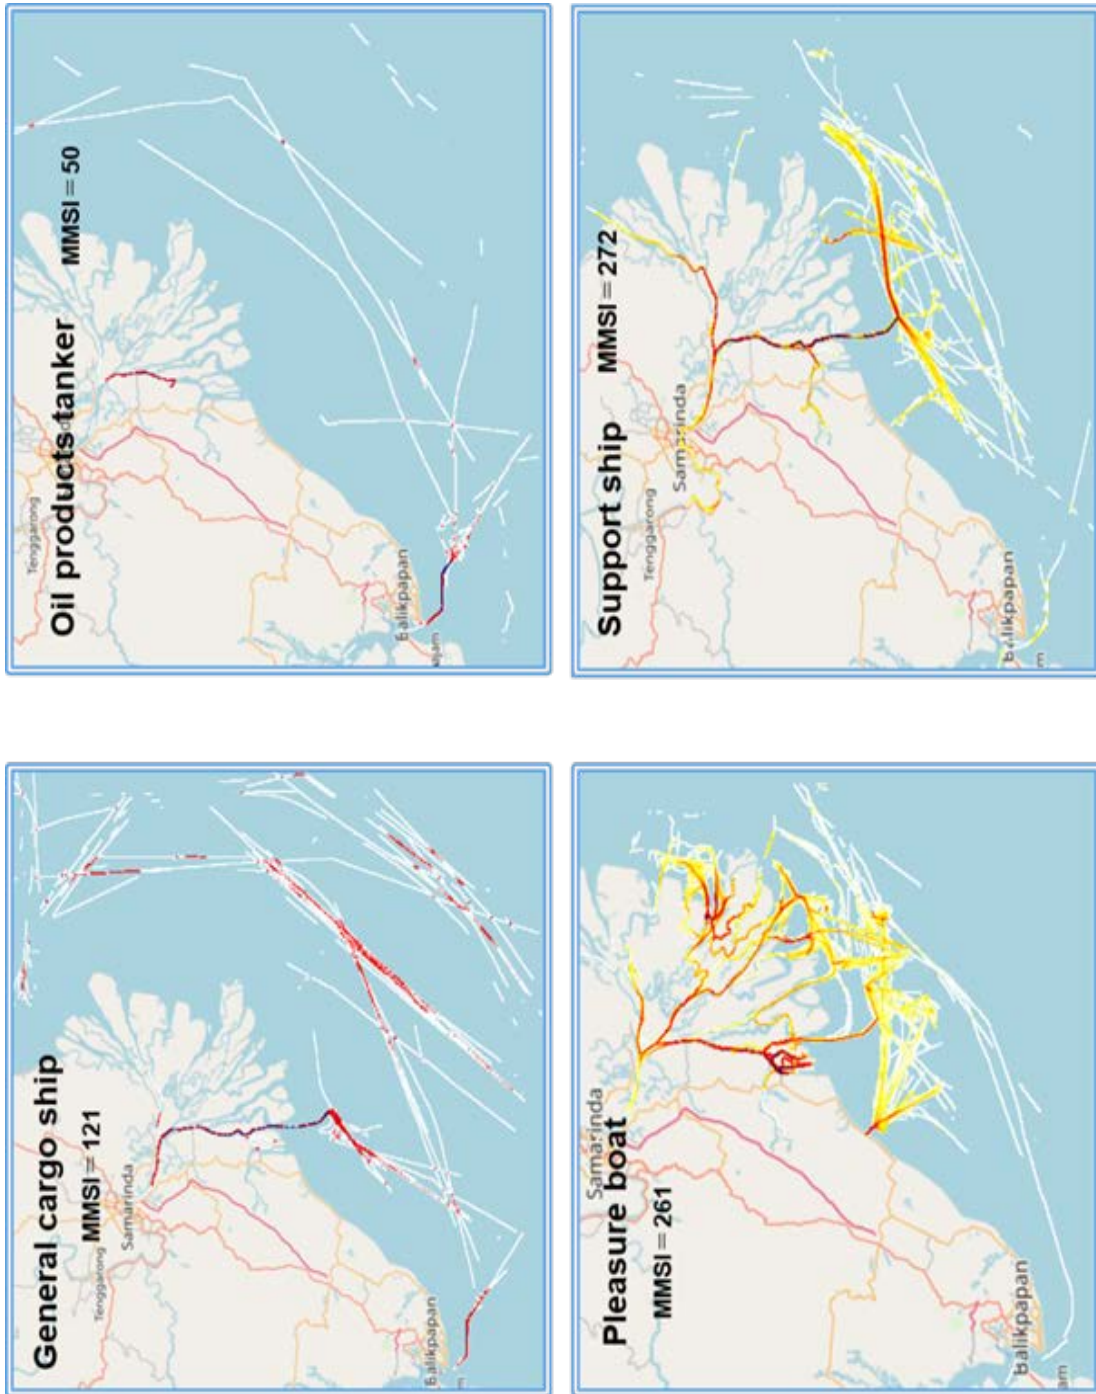 General cargo ship
MMSI=121
Tenggarong
Samarinda
Balikpapan
m
Tenggarong
Oil products tanker MMSI=50
Balikpapan
ajam
Samarinda
Pleasure boat
MMSI=261
Balikpapan
m
Support ship MMSI=272
Tenggarong
Samarinda
Balikpapan
m